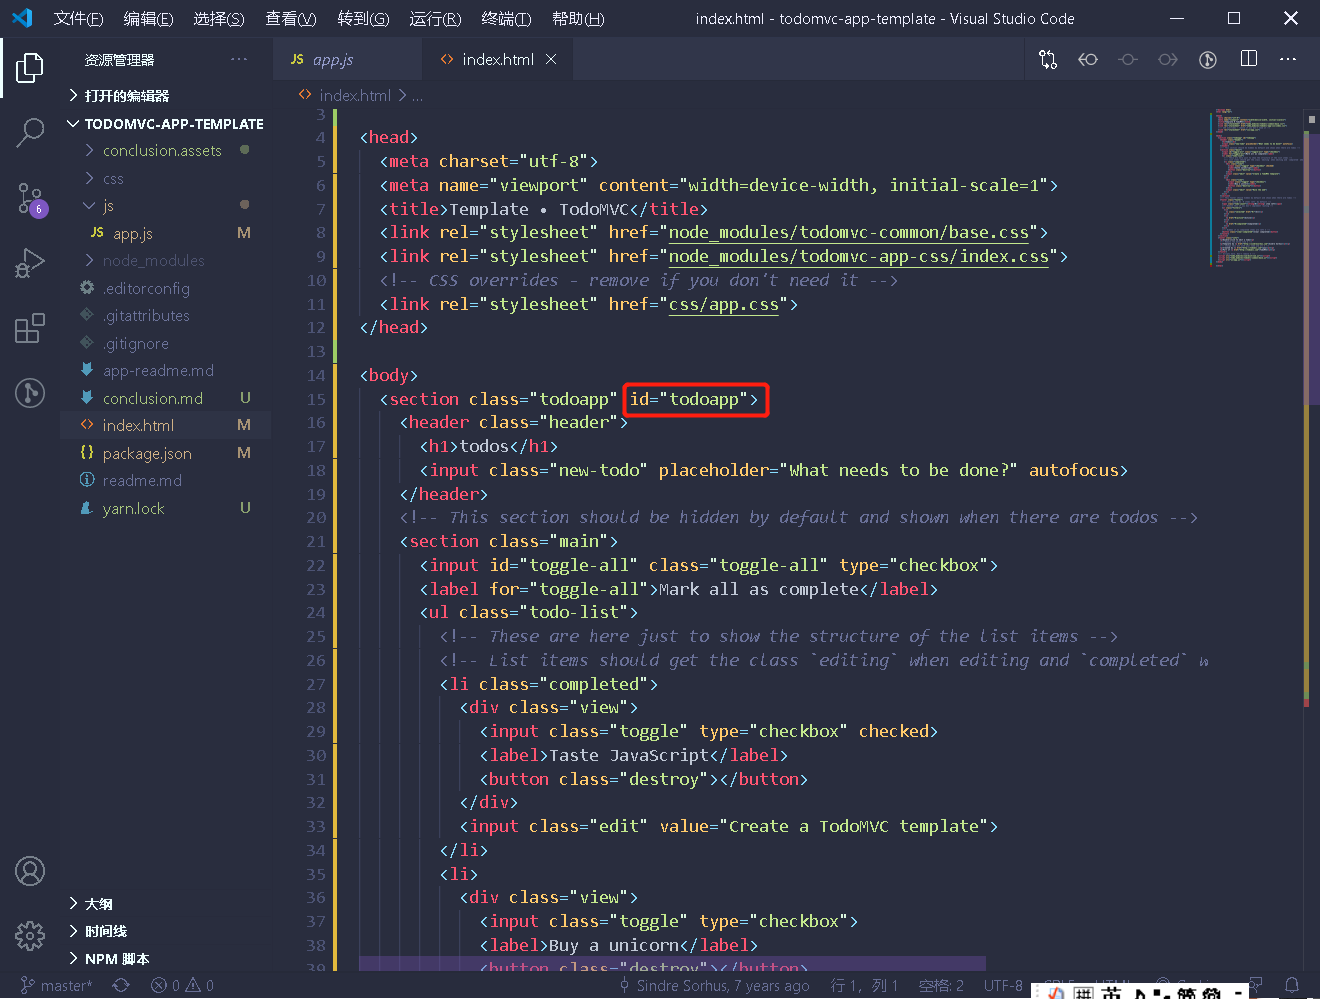 文件(F) 编辑(E) 选择(S) 查看(V) 转到(G) 运行(R) 终端(T) 帮助(H) index.html - todomvc-app-template - Visual Studio Code
资源管理器 ···
打开的编辑器
TODOMVC-APP-TEMPLATE
conclusion.assets
css
js
JS app.js M
node_modules
.editorconfig
.gitattributes
.gitignore
app-readme.md
conclusion.md U
index.html M
{} package.json M
readme.md
yarn.lock U
大纲
时间线
NPM 脚本
6
JS app.js <> index.html
<> index.html > ...
3
4 <head>
5 <meta charset="utf-8">
6 <meta name="viewport" content="width=device-width, initial-scale=1">
7 <title>Template • TodoMVC</title>
8 <link rel="stylesheet" href="node_modules/todomvc-common/base.css">
9 <link rel="stylesheet" href="node_modules/todomvc-app-css/index.css">
10 <!-- CSS overrides - remove if you don't need it -->
11 <link rel="stylesheet" href="css/app.css">
12 </head>
13
14 <body>
15 <section class="todoapp" id="todoapp">
16 <header class="header">
17 <h1>todos</h1>
18 <input class="new-todo" placeholder="What needs to be done?" autofocus>
19 </header>
20 <!-- This section should be hidden by default and shown when there are todos -->
21 <section class="main">
22 <input id="toggle-all" class="toggle-all" type="checkbox">
23 <label for="toggle-all">Mark all as complete</label>
24 <ul class="todo-list">
25 <!-- These are here just to show the structure of the list items -->
26 <!-- List items should get the class `editing` when editing and `completed` w
27 <li class="completed">
28 <div class="view">
29 <input class="toggle" type="checkbox" checked>
30 <label>Taste JavaScript</label>
31 <button class="destroy"></button>
32 </div>
33 <input class="edit" value="Create a TodoMVC template">
34 </li>
35 <li>
36 <div class="view">
37 <input class="toggle" type="checkbox">
38 <label>Buy a unicorn</label>
39 <button class="destroy"></button>
master* 0 0 Sindre Sorhus, 7 years ago 行 1, 列 1 空格: 2 UTF-8
拼 英 简